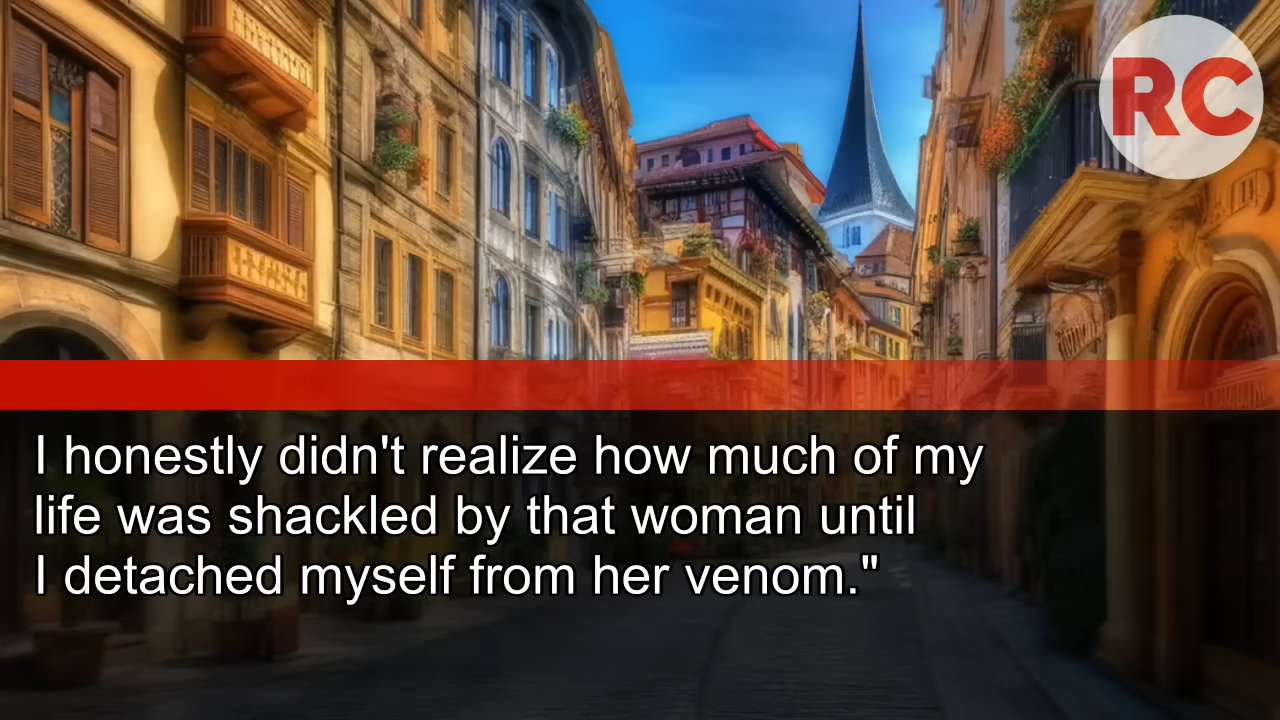 RC
I honestly didn't realize how much of my
life was shackled by that woman until
I detached myself from her venom."